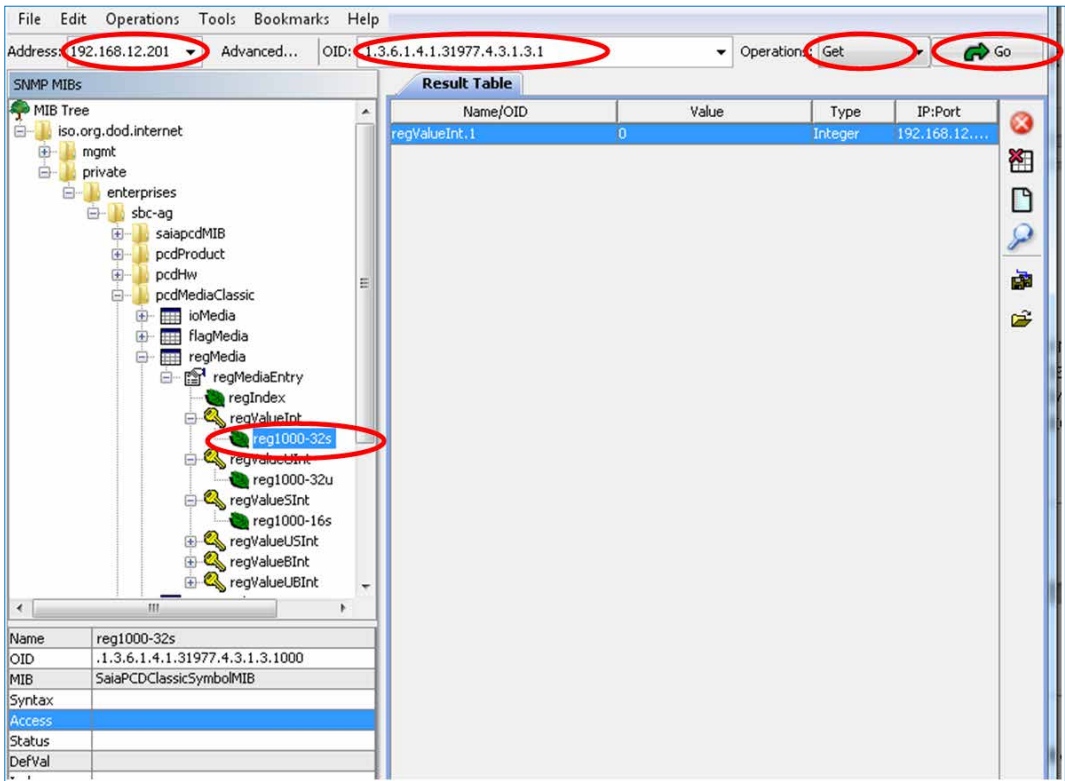 File Edit Operations Tools Bookmarks Help
Address: 192.168.12.201 Advanced... OID: .1.3.6.1.4.1.31977.4.3.1.3.1 Operations: Get Go
SNMP MIBs
MIB Tree
iso.org.dod.internet
mgmt
private
enterprises
sbc-ag
saiapcdMIB
pcdProduct
pcdHw
pcdMediaClassic
ioMedia
flagMedia
regMedia
regMediaEntry
regIndex
regValueInt
reg1000-32s
regValueUInt
reg1000-32u
regValueSInt
reg1000-16s
regValueUSInt
regValueBInt
regValueUBInt
Name reg1000-32s
OID .1.3.6.1.4.1.31977.4.3.1.3.1000
MIB SaiaPCDClassicSymbolMIB
Syntax
Access
Status
DefVal
Result Table
Name/OID Value Type IP:Port
regValueInt.1 0 Integer 192.168.12....